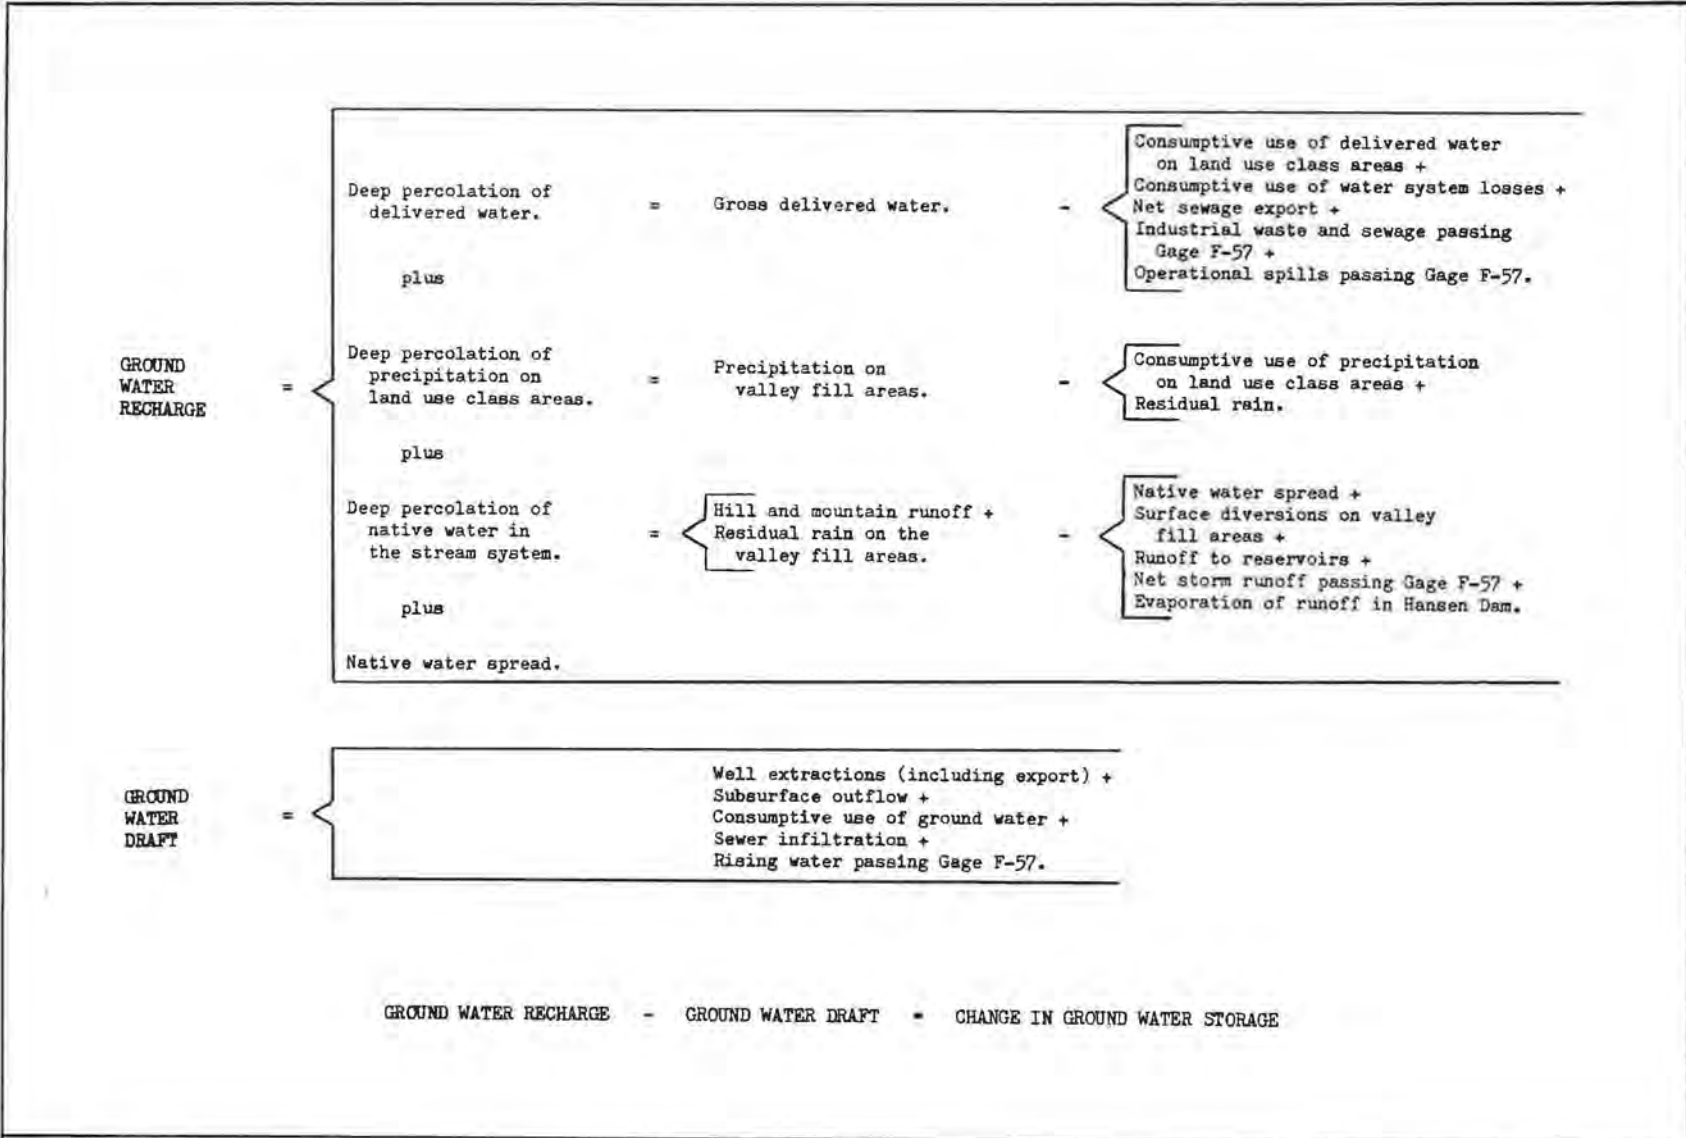 Deep percolation of
delivered water.
=
Gross delivered water.
-
Consumptive use of delivered water
on land use class areas +
Consumptive use of water system losses +
Net sewage export +
Industrial waste and sewage passing
Gage F-57 +
Operational spills passing Gage F-57.
plus
GROUND
WATER
RECHARGE
=
Deep percolation of
precipitation on
land use class areas.
=
Precipitation on
valley fill areas.
-
Consumptive use of precipitation
on land use class areas +
Residual rain.
plus
Deep percolation of
native water in
the stream system.
=
Hill and mountain runoff +
Residual rain on the
valley fill areas.
-
Native water spread +
Surface diversions on valley
fill areas +
Runoff to reservoirs +
Net storm runoff passing Gage F-57 +
Evaporation of runoff in Hansen Dam.
plus
Native water spread.
GROUND
WATER
DRAFT
=
Well extractions (including export) +
Subsurface outflow +
Consumptive use of ground water +
Sewer infiltration +
Rising water passing Gage F-57.
GROUND WATER RECHARGE - GROUND WATER DRAFT = CHANGE IN GROUND WATER STORAGE